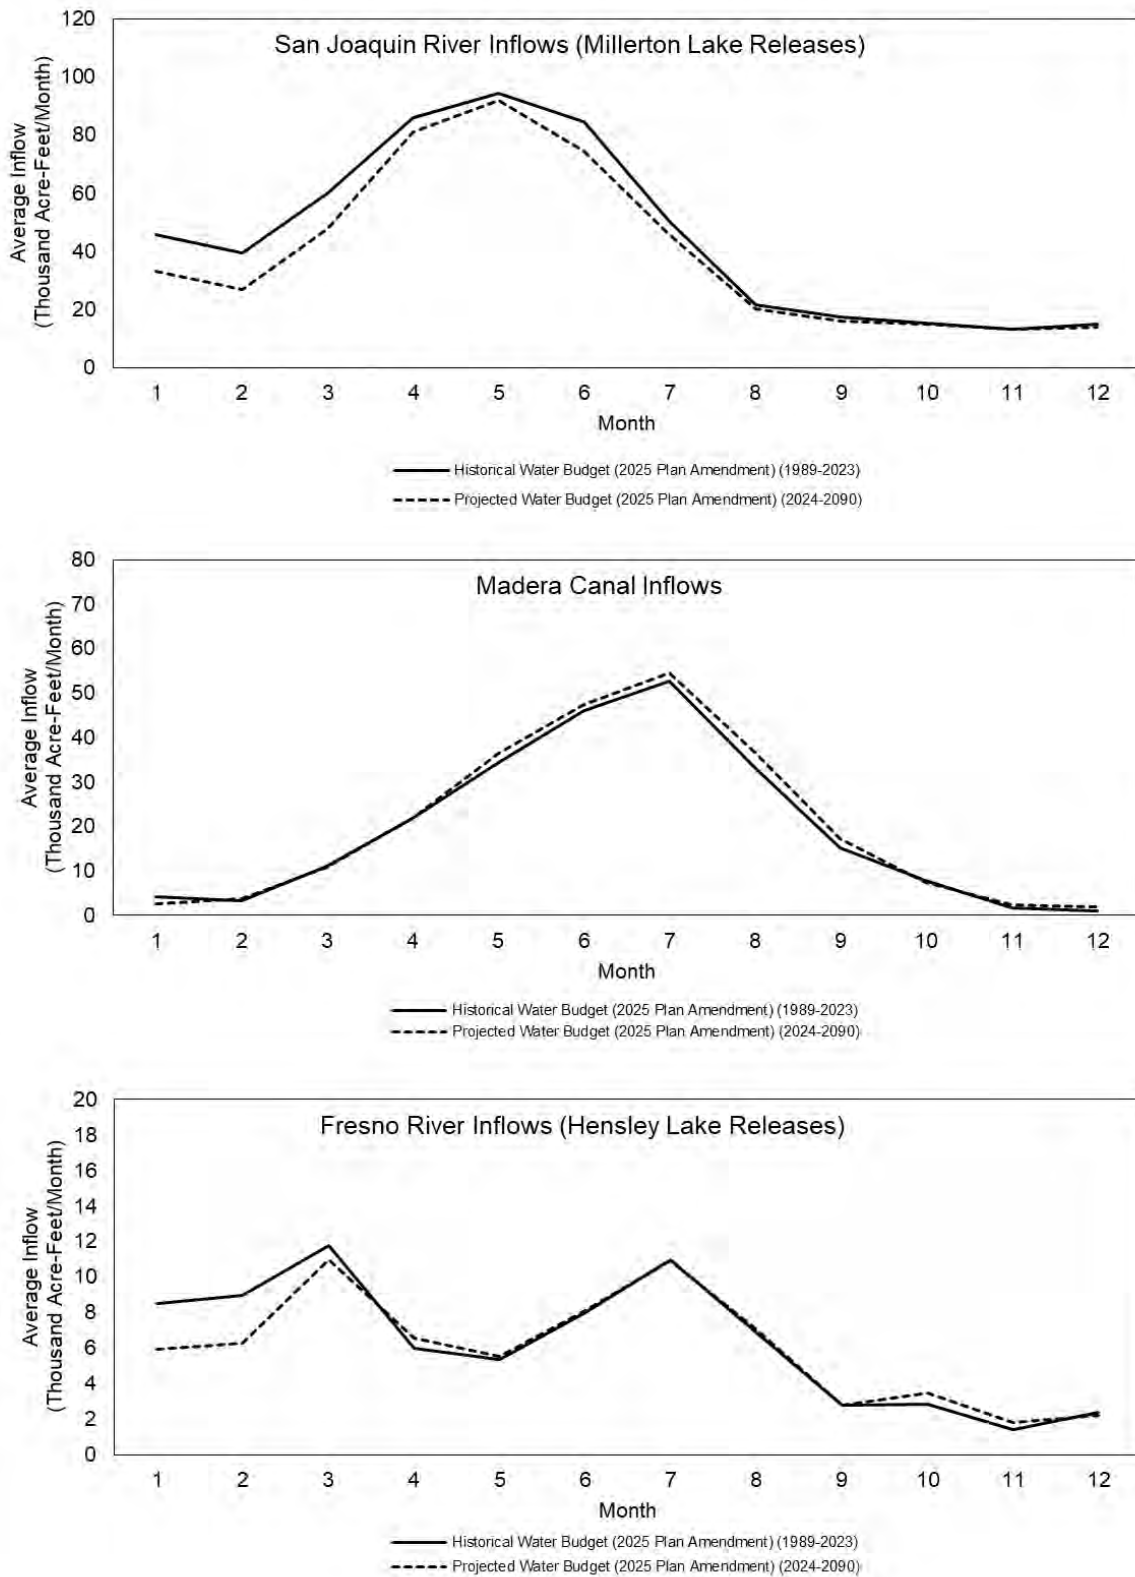 San Joaquin River Inflows (Millerton Lake Releases)
Average Inflow
(Thousand Acre-Feet/Month)
120
100
80
60
40
20
0
1 2 3 4 5 6 7 8 9 10 11 12
Month
Historical Water Budget (2025 Plan Amendment) (1989-2023)
Projected Water Budget (2025 Plan Amendment) (2024-2090)
Madera Canal Inflows
Average Inflow
(Thousand Acre-Feet/Month)
80
70
60
50
40
30
20
10
0
1 2 3 4 5 6 7 8 9 10 11 12
Month
Historical Water Budget (2025 Plan Amendment) (1989-2023)
Projected Water Budget (2025 Plan Amendment) (2024-2090)
Fresno River Inflows (Hensley Lake Releases)
Average Inflow
(Thousand Acre-Feet/Month)
20
18
16
14
12
10
8
6
4
2
0
1 2 3 4 5 6 7 8 9 10 11 12
Month
Historical Water Budget (2025 Plan Amendment) (1989-2023)
Projected Water Budget (2025 Plan Amendment) (2024-2090)